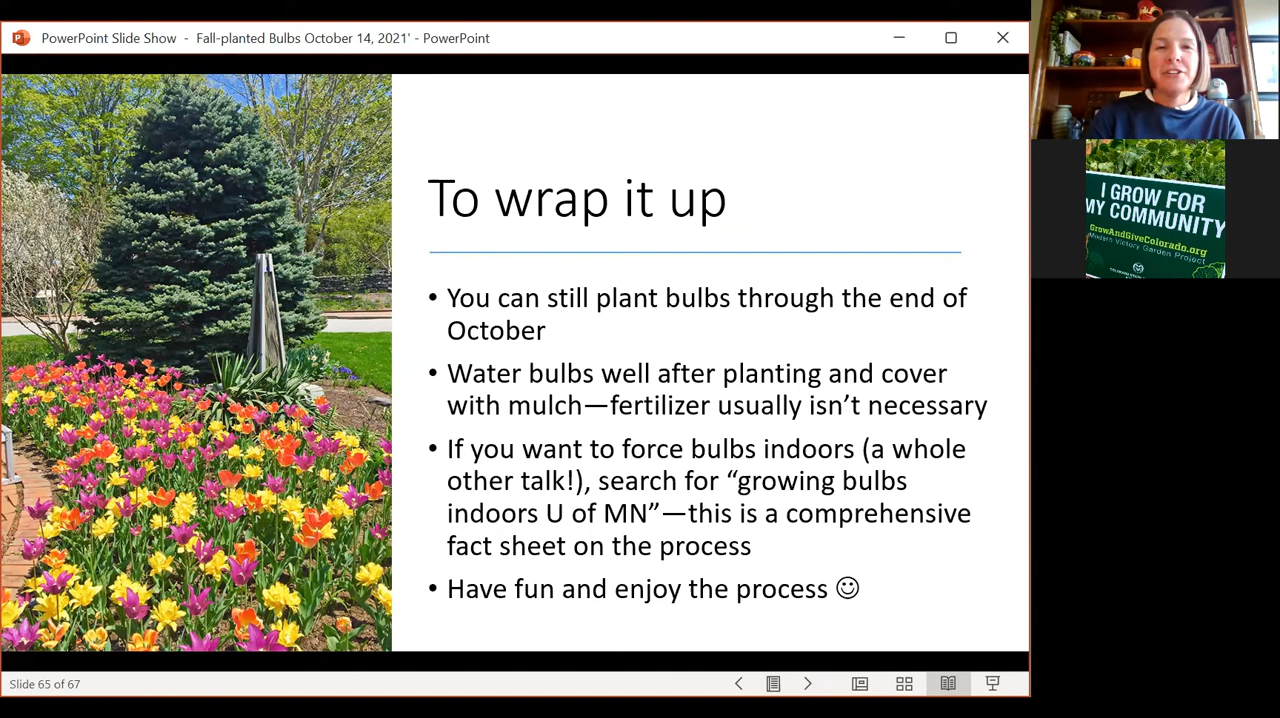 PowerPoint Slide Show - Fall-planted Bulbs October 14, 2021' - PowerPoint
To wrap it up
• You can still plant bulbs through the end of
October
• Water bulbs well after planting and cover
with mulch—fertilizer usually isn't necessary
• If you want to force bulbs indoors (a whole
other talk!), search for “growing bulbs
indoors U of MN”—this is a comprehensive
fact sheet on the process
• Have fun and enjoy the process ☺
Slide 65 of 67
I GROW FOR
MY COMMUNITY
GrowAndGiveColorado.org
Modern Victory Garden Project